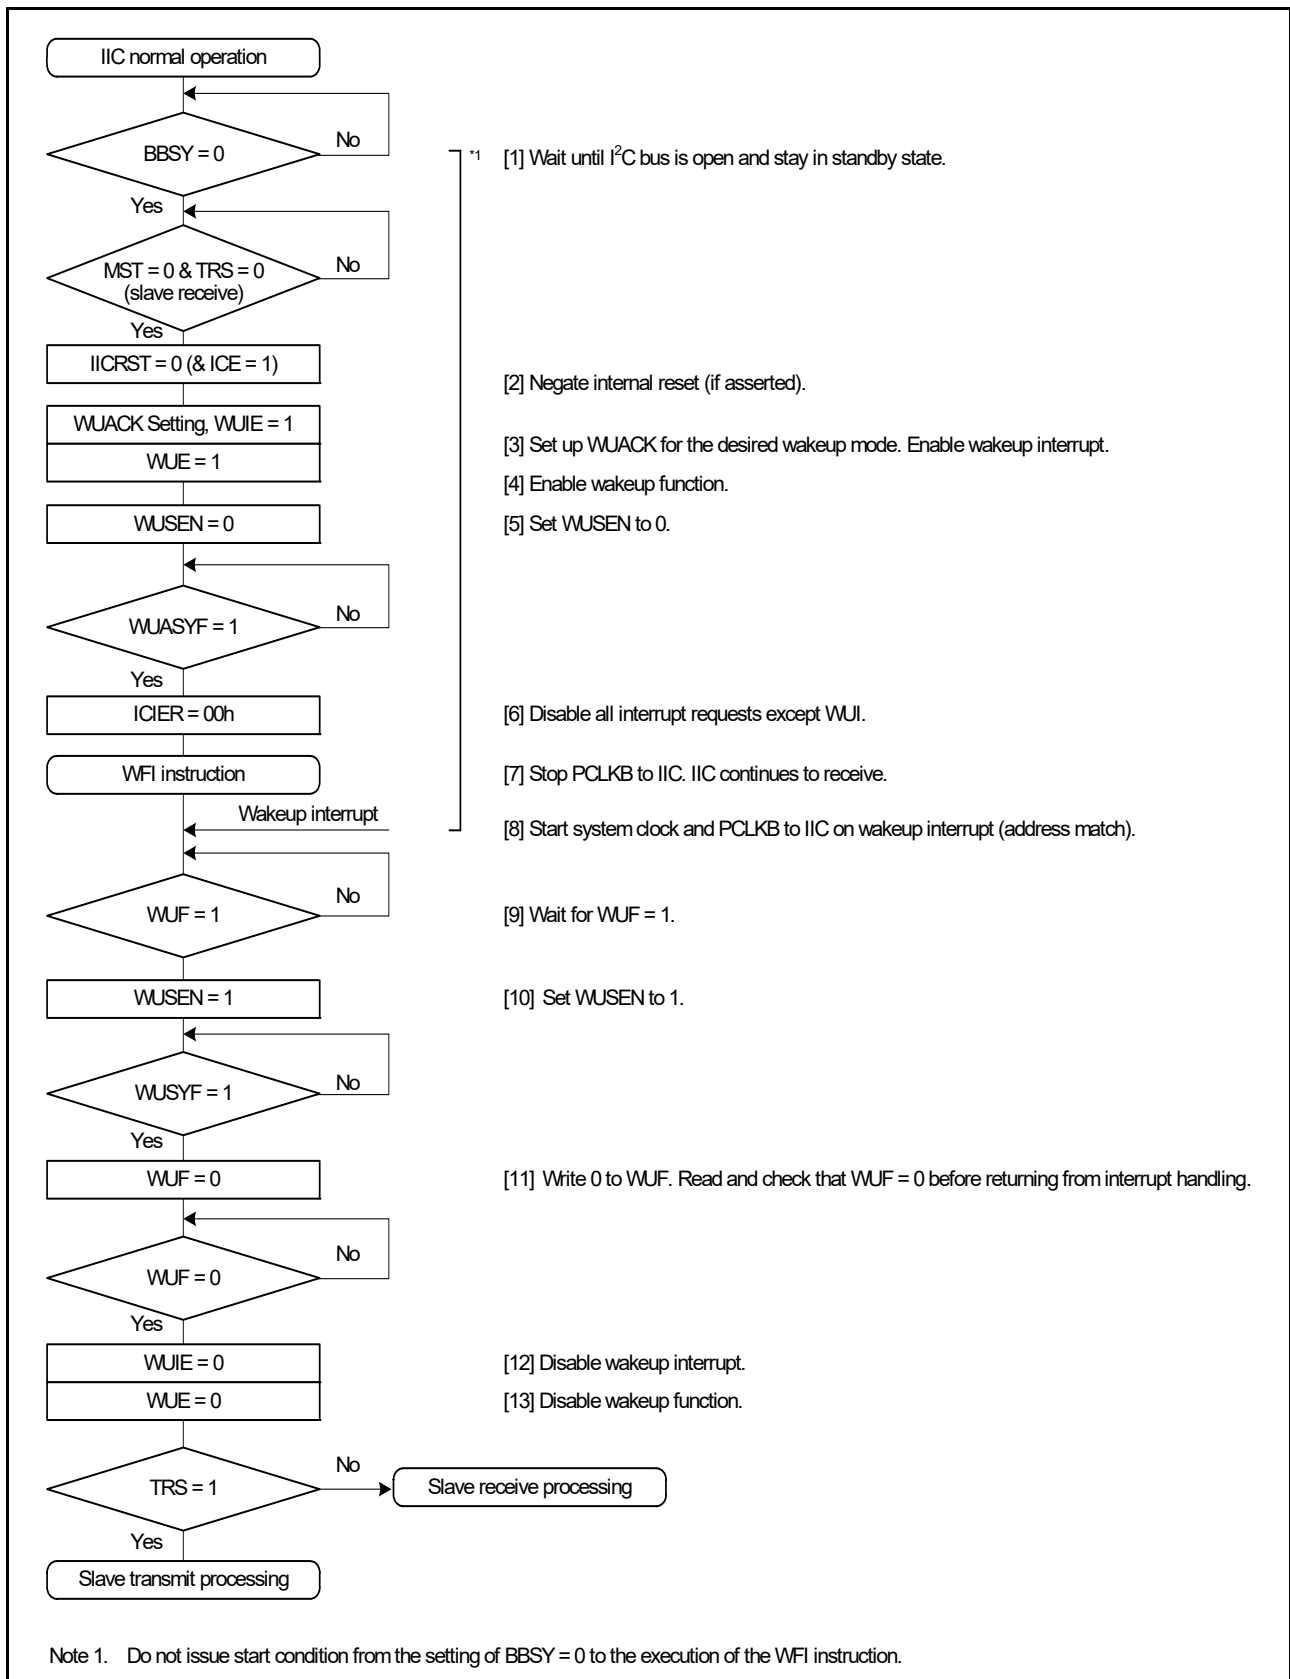 IIC normal operation
BBSY = 0
No
*1
[1] Wait until I²C bus is open and stay in standby state.
Yes
MST = 0 & TRS = 0
(slave receive)
No
Yes
IICRST = 0 (& ICE = 1)
[2] Negate internal reset (if asserted).
WUACK Setting, WUIE = 1
[3] Set up WUACK for the desired wakeup mode. Enable wakeup interrupt.
WUE = 1
[4] Enable wakeup function.
WUSEN = 0
[5] Set WUSEN to 0.
WUASYF = 1
No
Yes
ICIER = 00h
[6] Disable all interrupt requests except WUI.
WFI instruction
[7] Stop PCLKB to IIC. IIC continues to receive.
Wakeup interrupt
[8] Start system clock and PCLKB to IIC on wakeup interrupt (address match).
WUF = 1
No
[9] Wait for WUF = 1.
WUSEN = 1
[10] Set WUSEN to 1.
WUSYF = 1
No
Yes
WUF = 0
[11] Write 0 to WUF. Read and check that WUF = 0 before returning from interrupt handling.
WUF = 0
No
Yes
WUIE = 0
[12] Disable wakeup interrupt.
WUE = 0
[13] Disable wakeup function.
TRS = 1
No
Slave receive processing
Yes
Slave transmit processing
Note 1. Do not issue start condition from the setting of BBSY = 0 to the execution of the WFI instruction.